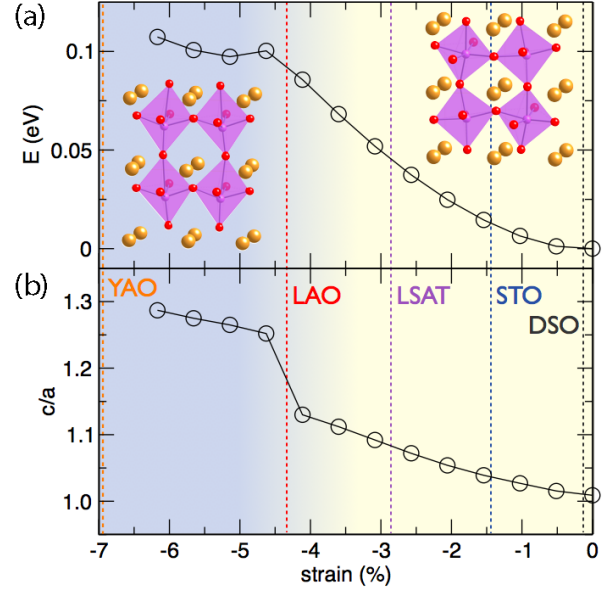 (a)
0.1
0.05
0
E (eV)
(b)
YAO
LAO
LSAT
STO
DSO
1.3
1.2
1.1
1.0
c/a
-7 -6 -5 -4 -3 -2 -1 0
strain (%)